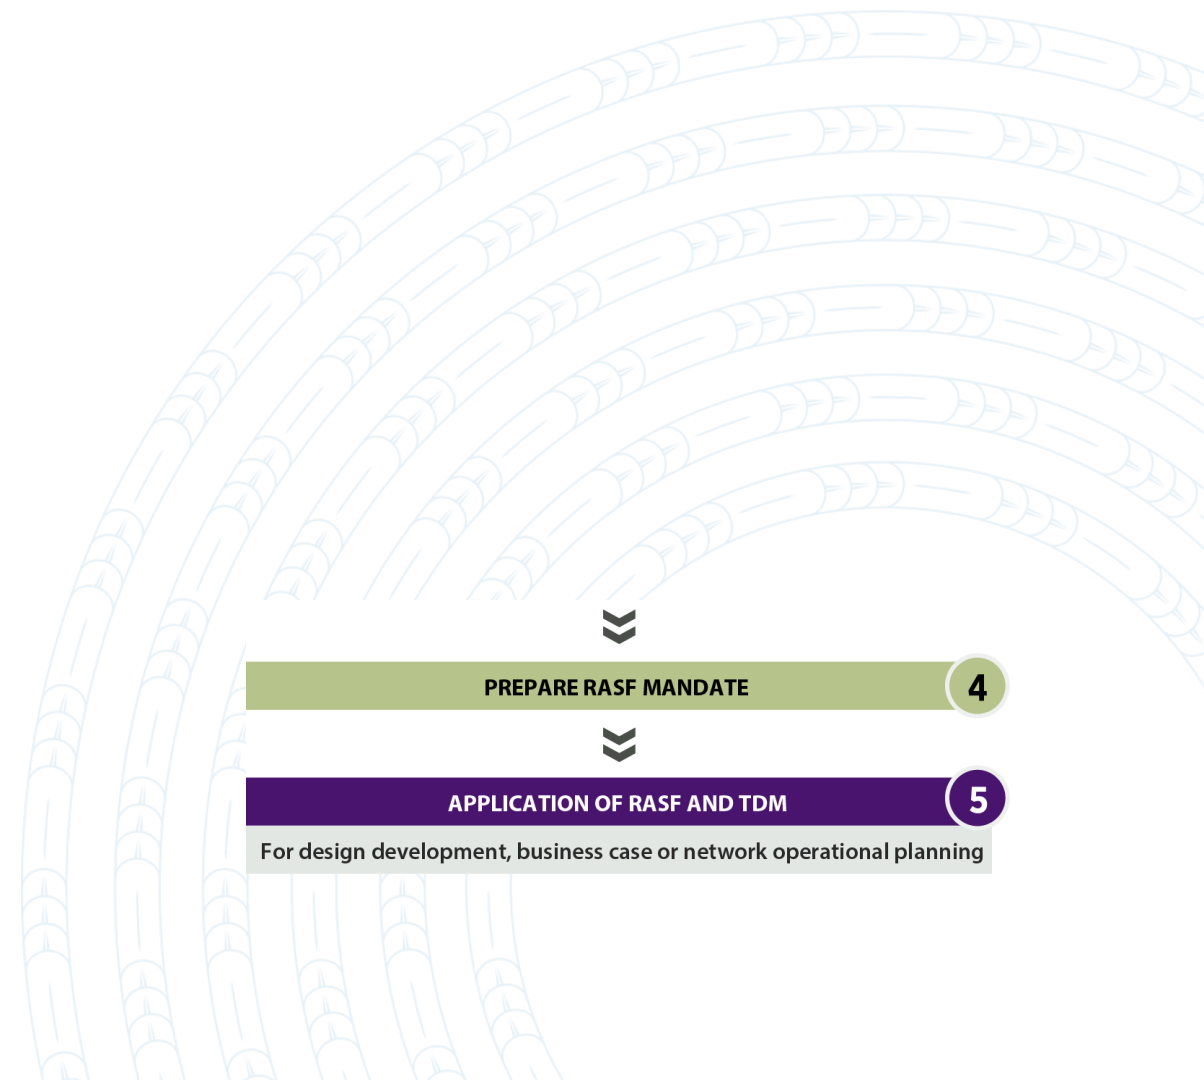 PREPARE RASF MANDATE
4
APPLICATION OF RASF AND TDM
5
For design development, business case or network operational planning